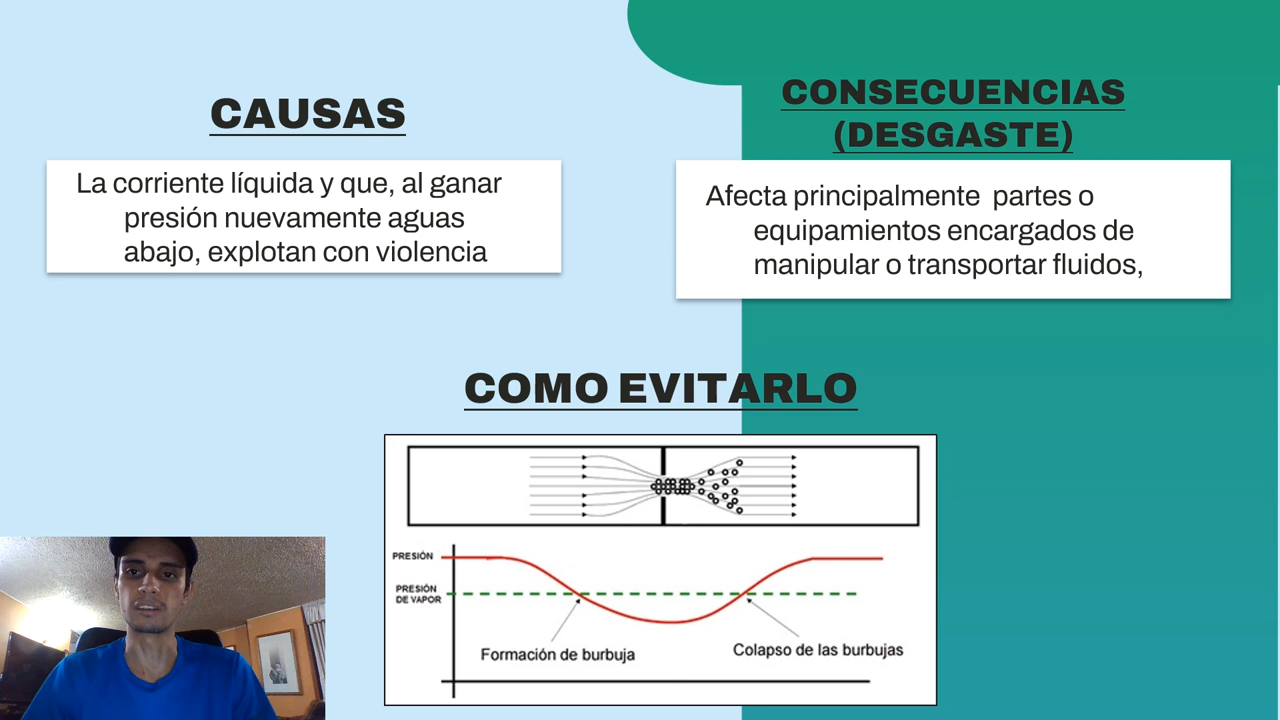 CAUSAS
La corriente líquida y que, al ganar
presión nuevamente aguas
abajo, explotan con violencia
CONSECUENCIAS
(DESGASTE)
Afecta principalmente partes o
equipamientos encargados de
manipular o transportar fluidos,
COMO EVITARLO
PRESIÓN
PRESIÓN
DE VAPOR
Formación de burbuja
Colapso de las burbujas